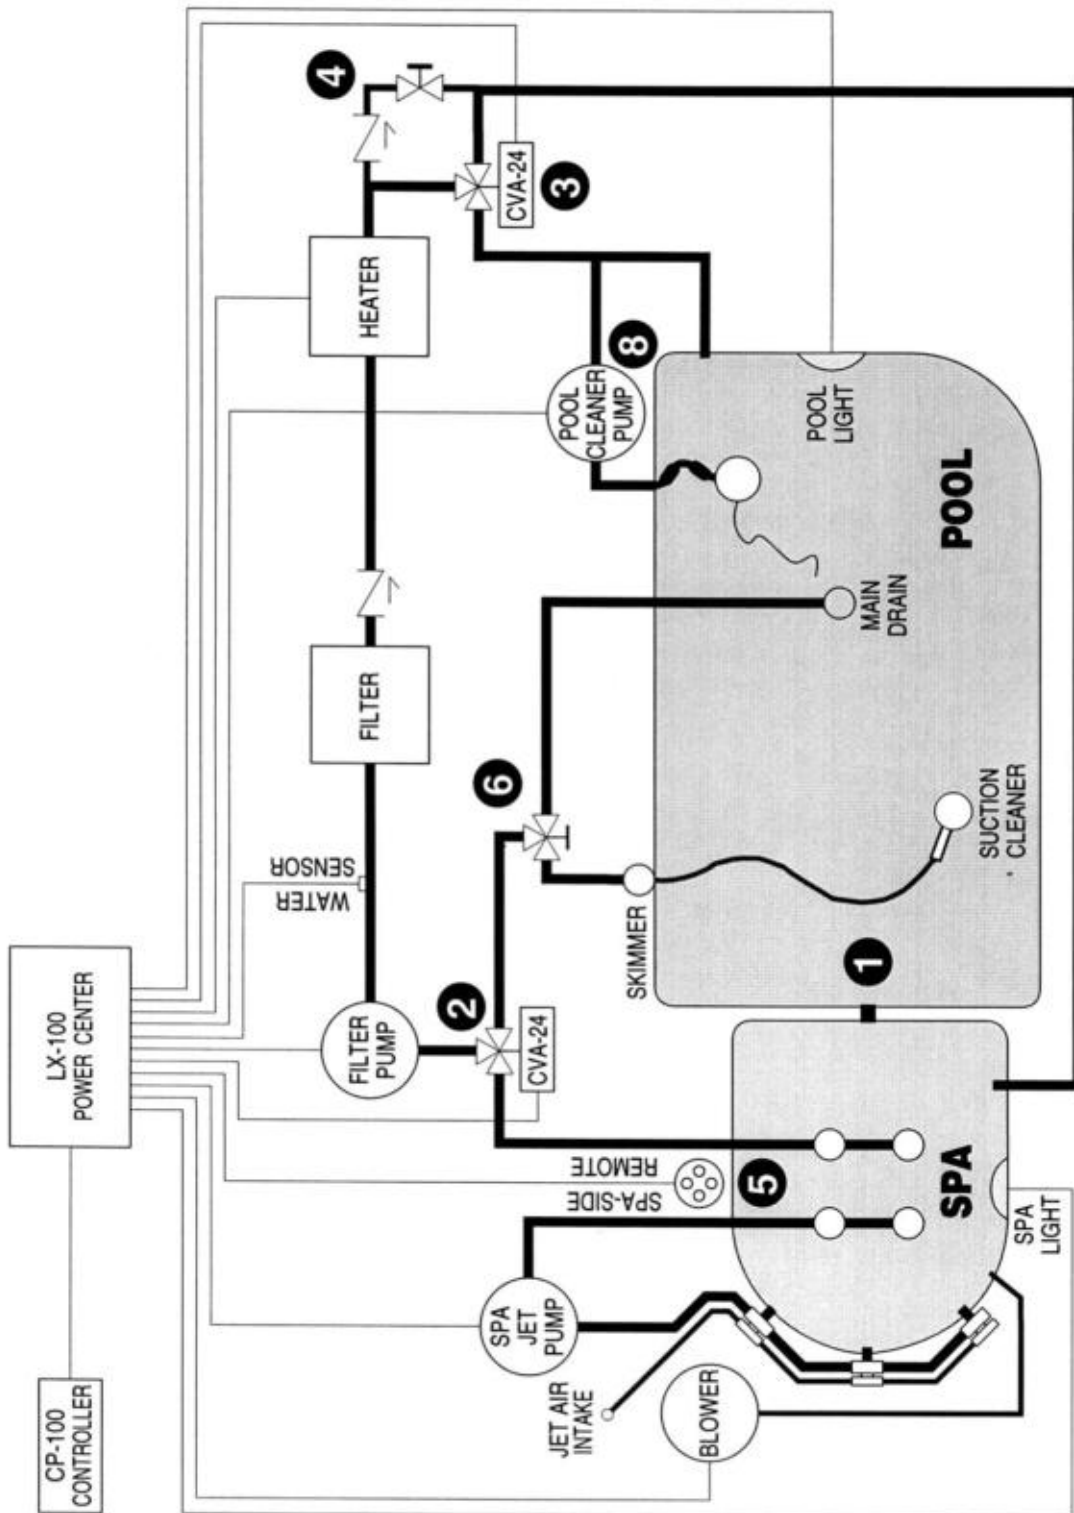 CP-100
CONTROLLER
LX-100
POWER CENTER
JET AIR
INTAKE
BLOWER
SPA
JET
PUMP
SPA-SIDE
REMOTE
5
SPA
SPA
LIGHT
FILTER
PUMP
2
CVA-24
WATER
SENSOR
FILTER
6
SKIMMER
1
SUCTION
CLEANER
MAIN
DRAIN
POOL
CLEANER
PUMP
8
POOL
POOL
LIGHT
HEATER
CVA-24
3
4